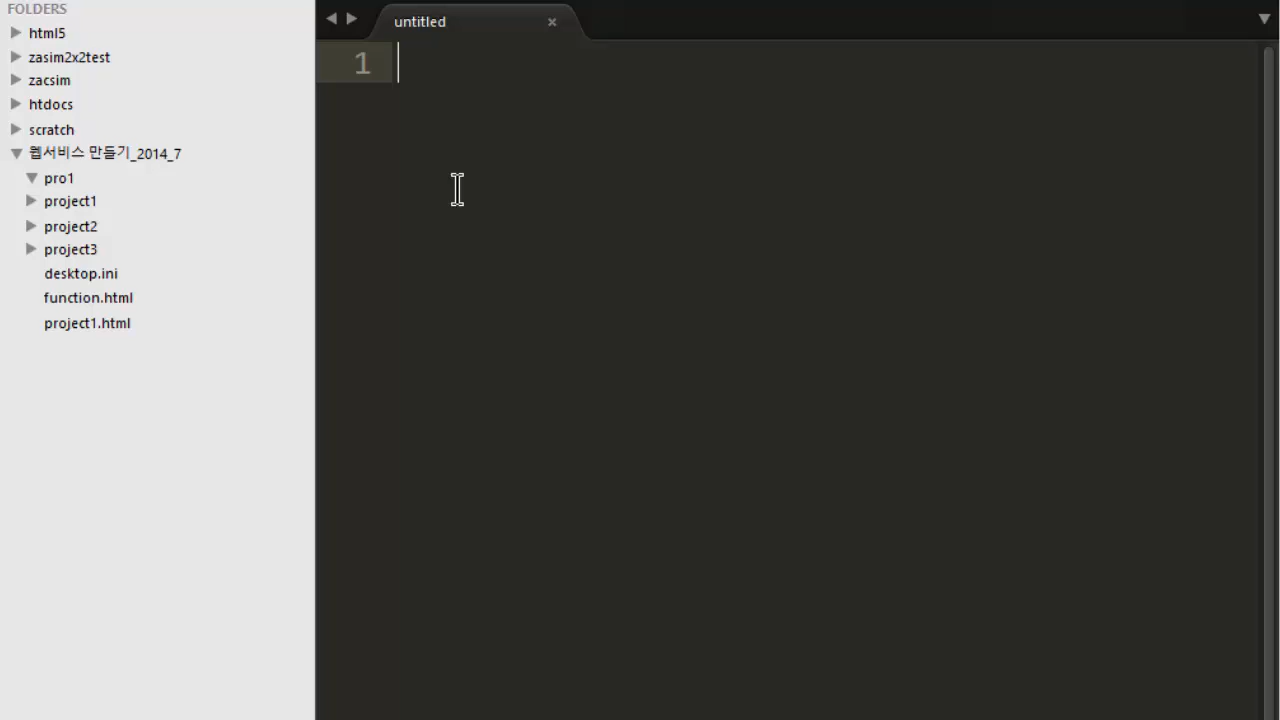 FOLDERS
html5
zasim2x2test
zacsim
htdocs
scratch
웹서비스 만들기_2014_7
pro1
project1
project2
project3
desktop.ini
function.html
project1.html
untitled ×
1